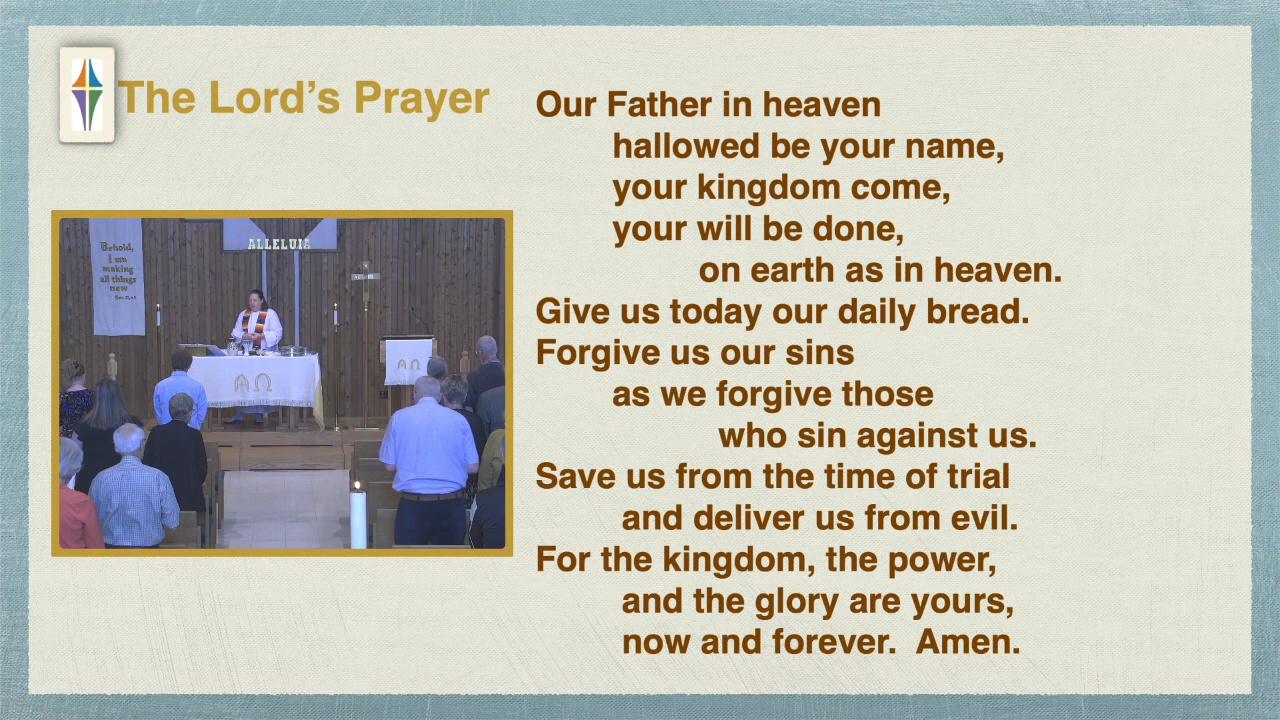 The Lord’s Prayer
Our Father in heaven
hallowed be your name,
your kingdom come,
your will be done,
on earth as in heaven.
Give us today our daily bread.
Forgive us our sins
as we forgive those
who sin against us.
Save us from the time of trial
and deliver us from evil.
For the kingdom, the power,
and the glory are yours,
now and forever.  Amen.
Behold,
I am
making
all things
new
ALLELUIA
ΑΩ
ΑΩ